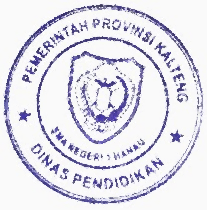 PEMERINTAH PROVINSI KALTENG
SMA NEGERI 1 HANAU
DINAS PENDIDIKAN